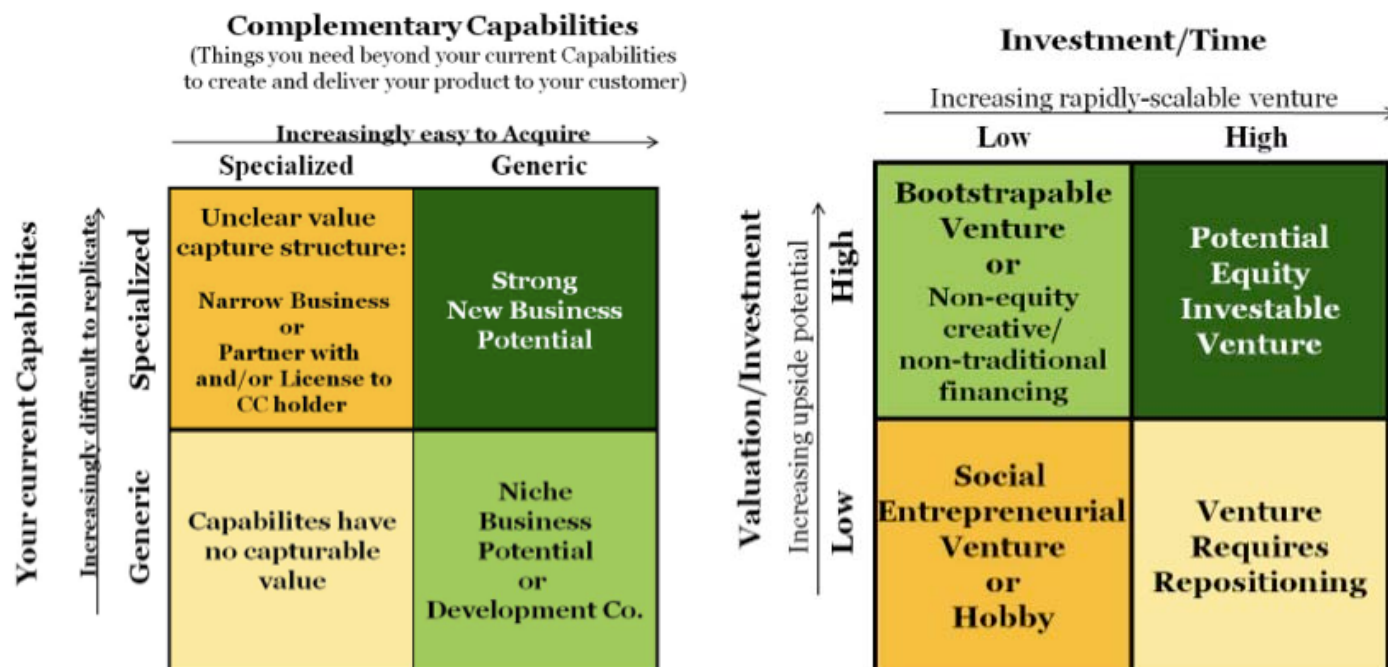 Complementary Capabilities
(Things you need beyond your current Capabilities
to create and deliver your product to your customer)
Increasingly easy to Acquire
Specialized
Generic
Your current Capabilities
Increasingly difficult to replicate
Specialized
Generic
Unclear value
capture structure:
Narrow Business
or
Partner with
and/or License to
CC holder
Strong
New Business
Potential
Capabilites have
no capturable
value
Niche
Business
Potential
or
Development Co.
Investment/Time
Increasing rapidly-scalable venture
Low
High
Valuation/Investment
Increasing upside potential
High
Low
Bootstrapable
Venture
or
Non-equity
creative/
non-traditional
financing
Potential
Equity
Investable
Venture
Social
Entrepreneurial
Venture
or
Hobby
Venture
Requires
Repositioning